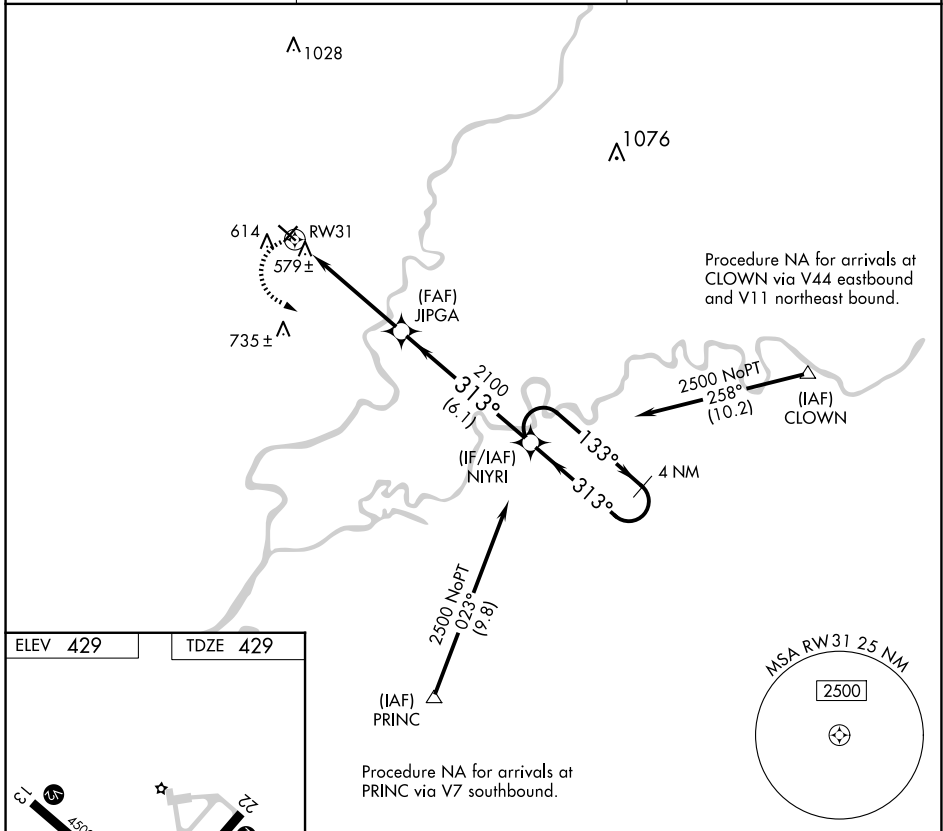 1028
1076
614
RW31
579±
Procedure NA for arrivals at
CLOWN via V44 eastbound
and V11 northeast bound.
(FAF)
JIPGA
735±
2100
313°
(6.1)
2500 NoPT
258°
(10.2)
(IAF)
CLOWN
133°
(IF/IAF)
NIYRI
4 NM
313°
2500 NoPT
023°
(9.8)
ELEV 429
TDZE 429
MSA RW31 25 NM
2500
(IAF)
PRINC
Procedure NA for arrivals at
PRINC via V7 southbound.
13
22